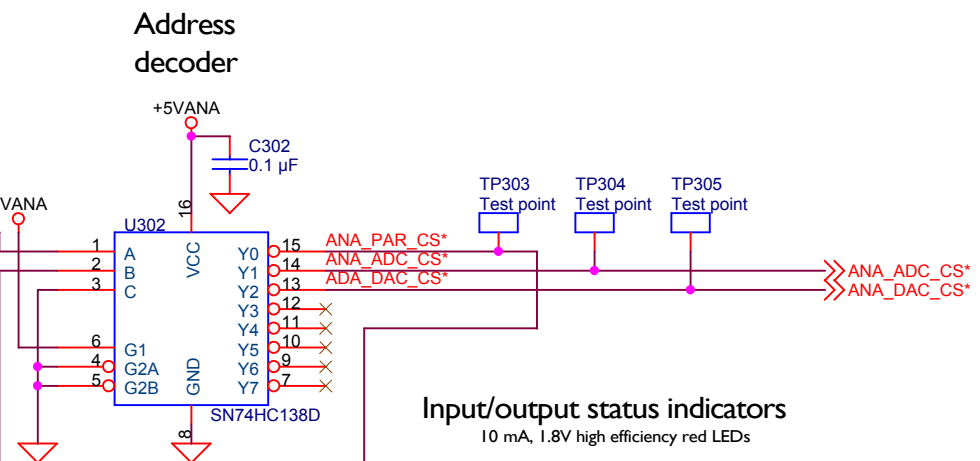 Address
decoder
+5VANA
C302
0.1 µF
VANA
TP303
Test point
TP304
Test point
TP305
Test point
U302
16
VCC
1
A
2
B
3
C
6
G1
4
G2A
5
G2B
GND
8
Y0
15
ANA_PAR_CS*
Y1
14
ANA_ADC_CS*
Y2
13
ADA_DAC_CS*
Y3
12
Y4
11
Y5
10
Y6
9
Y7
7
SN74HC138D
ANA_ADC_CS*
ANA_DAC_CS*
Input/output status indicators
10 mA, 1.8V high efficiency red LEDs